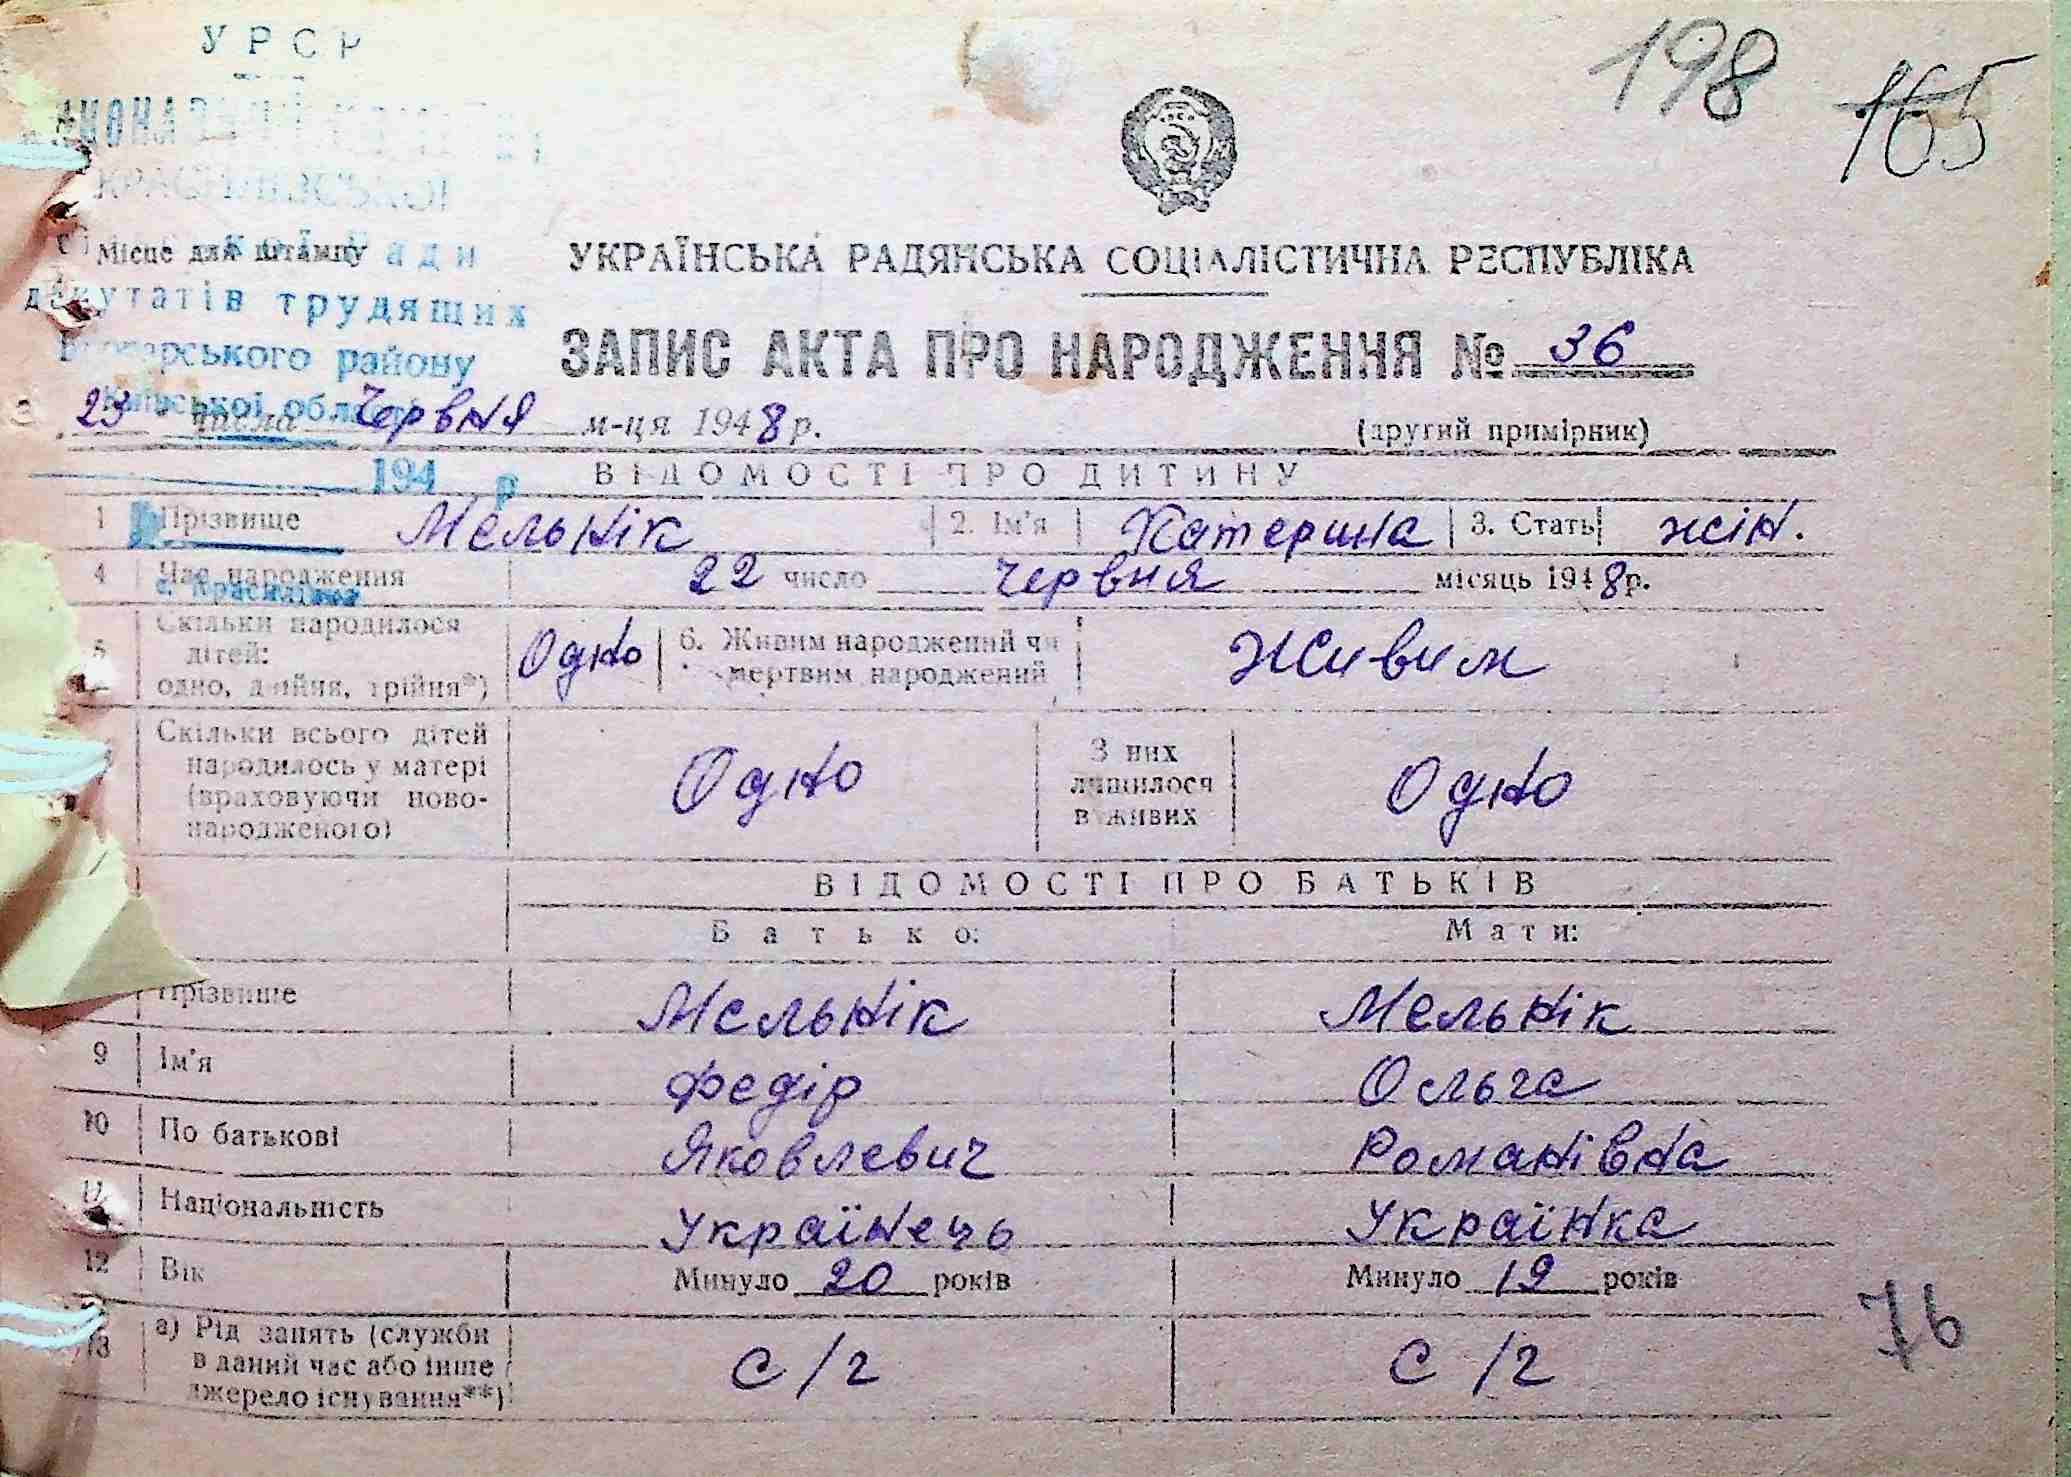 УРСР
198 165
КРАСИЛІВСЬКОЇ
Місце для штампу
депутатів трудящих
району
області
УКРАЇНСЬКА РАДЯНСЬКА СОЦІАЛІСТИЧНА РЕСПУБЛІКА
ЗАПИС АКТА ПРО НАРОДЖЕННЯ № 36
23 числа Червня м-ця 1948 р.
(другий примірник)
194 р
ВІДОМОСТІ ПРО ДИТИНУ
1 Прізвище Мельнік 2. Ім'я Катерина 3. Стать жін.
4 Час народження 22 число червня місяць 1948 р.
с. Красилівка
5 Скільки народилося дітей: одно, двійня, трійня*) Одно 6. Живим народжений чи мертвим народжений Живим
Скільки всього дітей народилось у матері (враховуючи ново-народженого) Одно З них лишилося в живих Одно
ВІДОМОСТІ ПРО БАТЬКІВ
Батько: Мати:
Прізвище Мельнік Мельнік
9 Ім'я Федір Ольга
10 По батькові Яковлевич Романівна
11 Національність Українець Українка
12 Вік Минуло 20 років Минуло 19 років
13 а) Рід занять (служби в даний час або інше джерело існування**) с/г с/г
76